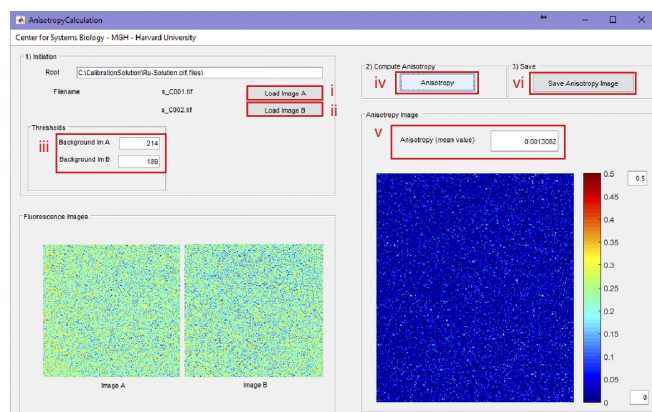 AnisotropyCalculation
Center for Systems Biology - MGH - Harvard University
1) Initiation
Root C:\CalibrationSolution\Ru-Solution.oif.files\
Filename s_C001.tif Load Image A i
s_C002.tif Load Image B ii
Thresholds
iii
Background Im A 214
Background Im B 189
Fluorescence Images
Image A Image B
2) Compute Anisotropy
iv Anisotropy
3) Save
vi Save Anisotropy Image
Anisotropy Image
v Anisotropy (mean value) 0.0013082
0.5 0.5
0.45
0.4
0.35
0.3
0.25
0.2
0.15
0.1
0.05
0 0